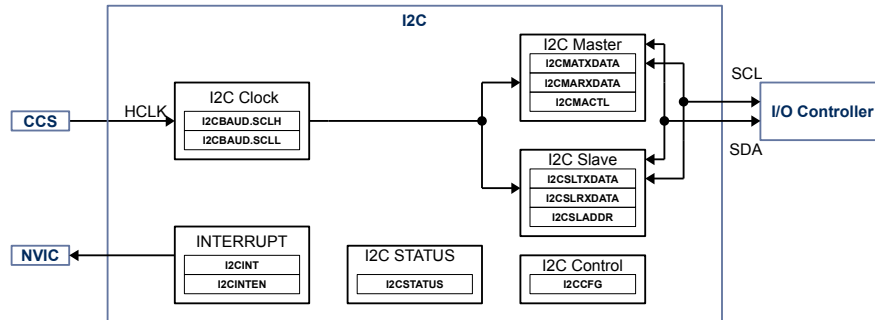 I2C
CCS
HCLK
I2C Clock
I2CBAUD.SCLH
I2CBAUD.SCLL
I2C Master
I2CMATXDATA
I2CMARXDATA
I2CMACTL
SCL
I/O Controller
SDA
I2C Slave
I2CSLTXDATA
I2CSLRXDATA
I2CSLADDR
NVIC
INTERRUPT
I2CINT
I2CINTEN
I2C STATUS
I2CSTATUS
I2C Control
I2CCFG